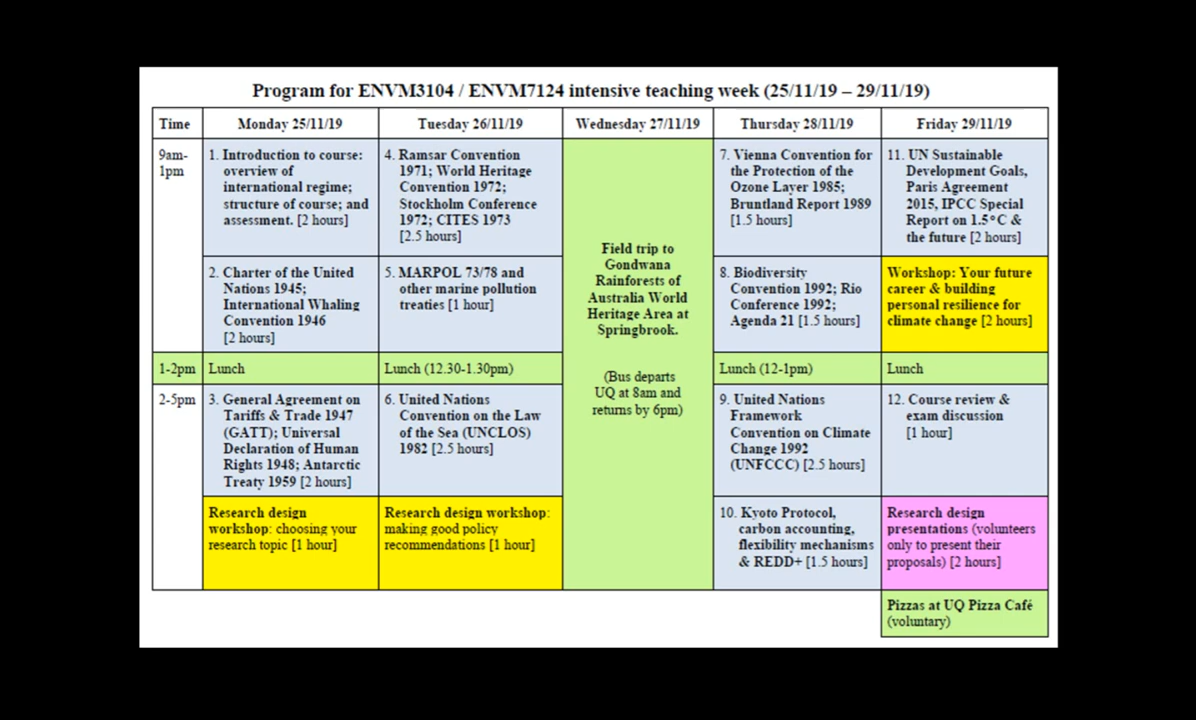 Program for ENVM3104 / ENVM7124 intensive teaching week (25/11/19 – 29/11/19)
Time
Monday 25/11/19
Tuesday 26/11/19
Wednesday 27/11/19
Thursday 28/11/19
Friday 29/11/19
9am-
1pm
1. Introduction to course:
overview of
international regime;
structure of course; and
assessment. [2 hours]
4. Ramsar Convention
1971; World Heritage
Convention 1972;
Stockholm Conference
1972; CITES 1973
[2.5 hours]
Field trip to
Gondwana
Rainforests of
Australia World
Heritage Area at
Springbrook.
(Bus departs
UQ at 8am and
returns by 6pm)
7. Vienna Convention for
the Protection of the
Ozone Layer 1985;
Bruntland Report 1989
[1.5 hours]
11. UN Sustainable
Development Goals,
Paris Agreement
2015, IPCC Special
Report on 1.5°C &
the future [2 hours]
2. Charter of the United
Nations 1945;
International Whaling
Convention 1946
[2 hours]
5. MARPOL 73/78 and
other marine pollution
treaties [1 hour]
8. Biodiversity
Convention 1992; Rio
Conference 1992;
Agenda 21 [1.5 hours]
Workshop: Your future
career & building
personal resilience for
climate change [2 hours]
1-2pm
Lunch
Lunch (12.30-1.30pm)
Lunch (12-1pm)
Lunch
2-5pm
3. General Agreement on
Tariffs & Trade 1947
(GATT); Universal
Declaration of Human
Rights 1948; Antarctic
Treaty 1959 [2 hours]
6. United Nations
Convention on the Law
of the Sea (UNCLOS)
1982 [2.5 hours]
9. United Nations
Framework
Convention on Climate
Change 1992
(UNFCCC) [2.5 hours]
12. Course review &
exam discussion
[1 hour]
Research design
workshop: choosing your
research topic [1 hour]
Research design workshop:
making good policy
recommendations [1 hour]
10. Kyoto Protocol,
carbon accounting,
flexibility mechanisms
& REDD+ [1.5 hours]
Research design
presentations (volunteers
only to present their
proposals) [2 hours]
Pizzas at UQ Pizza Café
(voluntary)